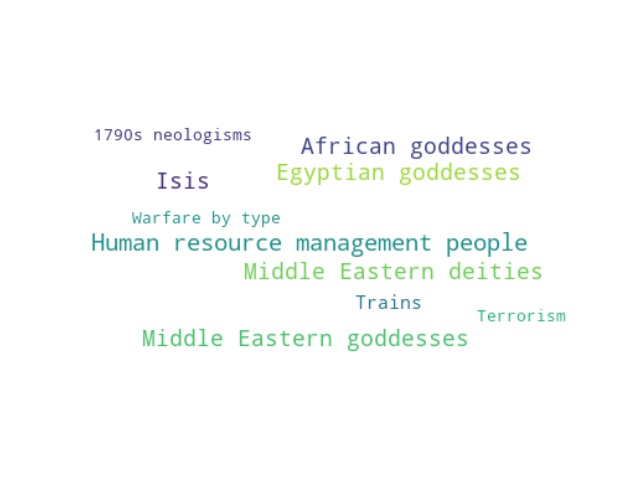 1790s neologisms
African goddesses
Egyptian goddesses
Isis
Warfare by type
Human resource management people
Middle Eastern deities
Trains
Terrorism
Middle Eastern goddesses